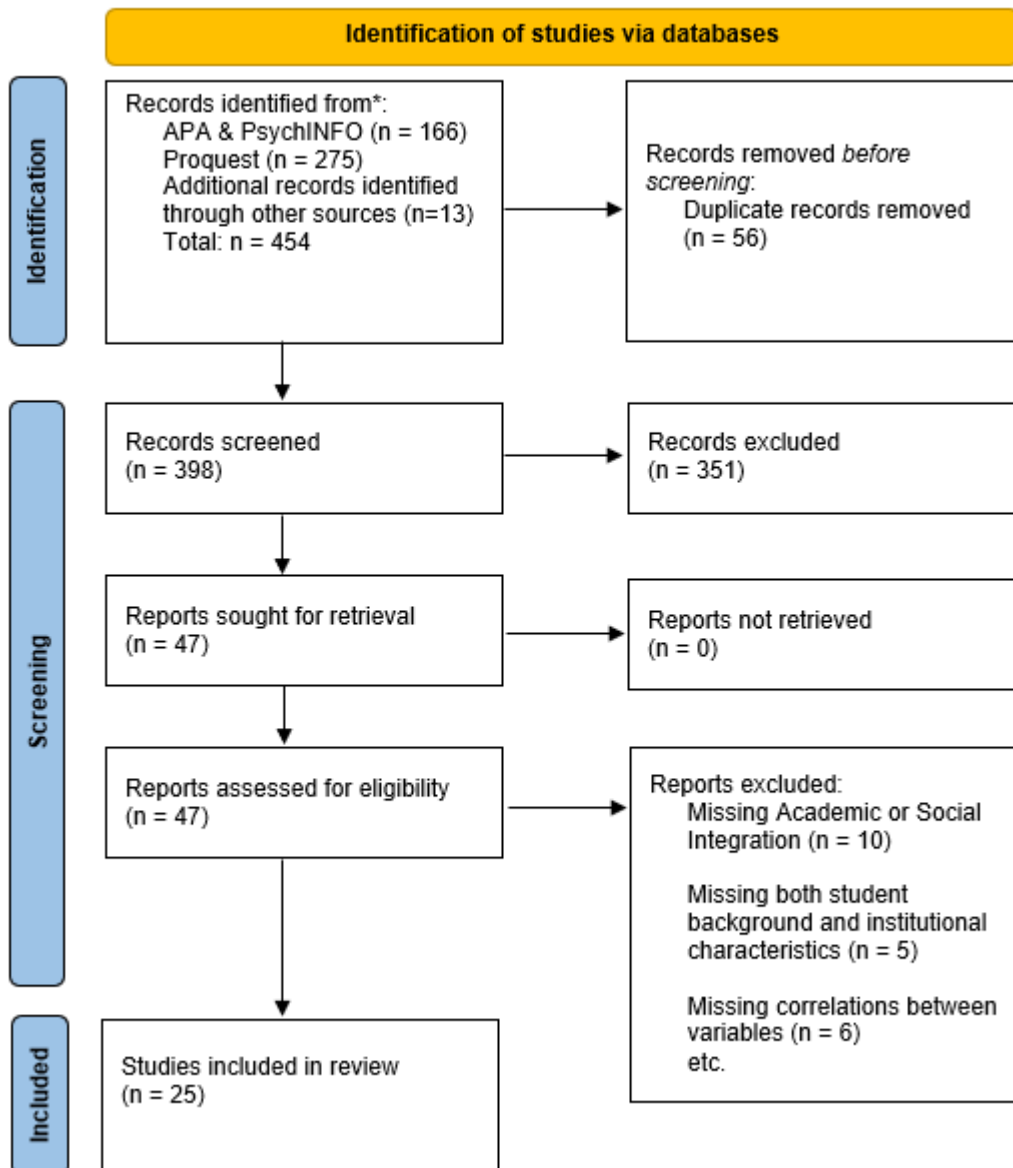 Identification of studies via databases
Identification
Records identified from*:
APA & PsychINFO (n = 166)
Proquest (n = 275)
Additional records identified
through other sources (n=13)
Total: n = 454
Records removed before
screening:
Duplicate records removed
(n = 56)
Screening
Records screened
(n = 398)
Records excluded
(n = 351)
Reports sought for retrieval
(n = 47)
Reports not retrieved
(n = 0)
Reports assessed for eligibility
(n = 47)
Reports excluded:
Missing Academic or Social
Integration (n = 10)
Missing both student
background and institutional
characteristics (n = 5)
Missing correlations between
variables (n = 6)
etc.
Included
Studies included in review
(n = 25)